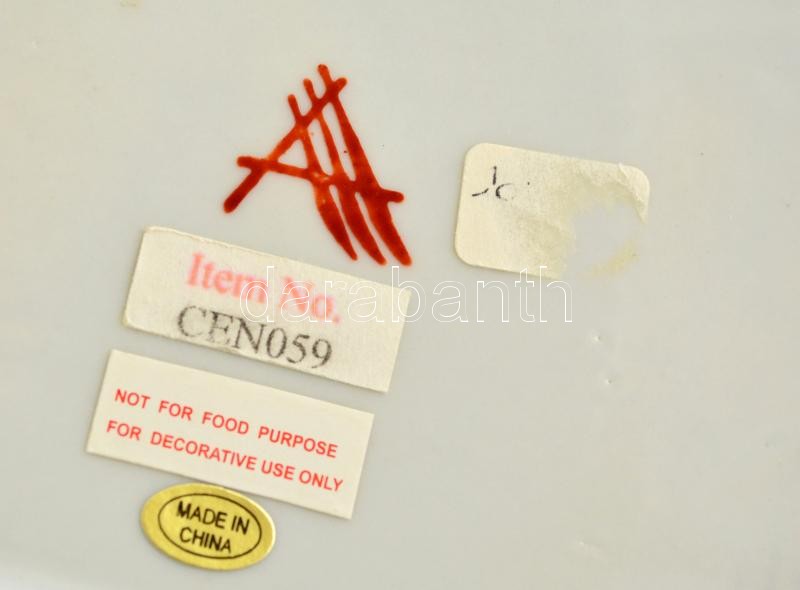 Item No.
CEN059
darabanth
NOT FOR FOOD PURPOSE
FOR DECORATIVE USE ONLY
MADE IN
CHINA